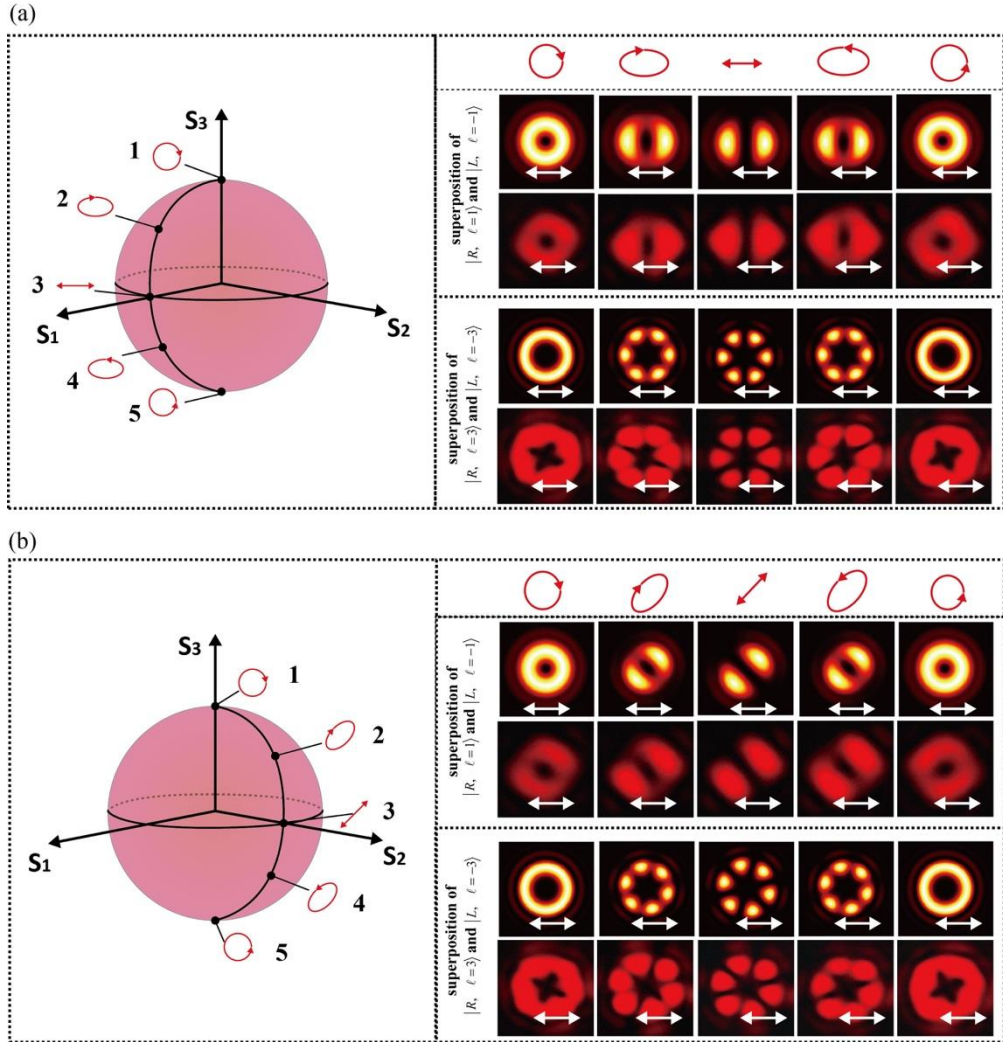 (a)
S3
1
2
3
S1
S2
4
5
superposition of
|R, ℓ=1⟩ and |L, ℓ=−1⟩
superposition of
|R, ℓ=3⟩ and |L, ℓ=−3⟩
(b)
S3
1
2
3
S1
S2
4
5
superposition of
|R, ℓ=1⟩ and |L, ℓ=−1⟩
superposition of
|R, ℓ=3⟩ and |L, ℓ=−3⟩